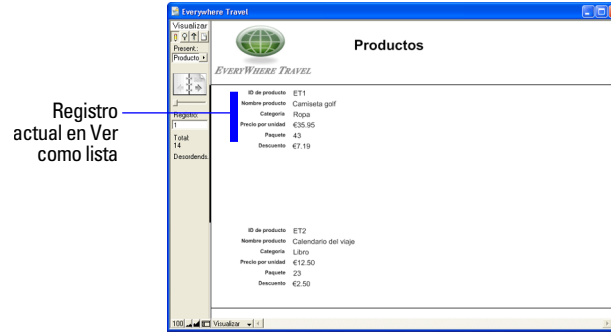 Everywhere Travel
Visualizar
Present.:
Producto
Productos
EVERYWHERE TRAVEL
Registro:
1
Total:
14
Desordends.
ID de producto ET1
Nombre producto Camiseta golf
Categoría Ropa
Precio por unidad €35.95
Paquete 43
Descuento €7.19
Registro
actual en Ver
como lista
ID de producto ET2
Nombre producto Calendario del viaje
Categoría Libro
Precio por unidad €12.50
Paquete 23
Descuento €2.50
100 Visualizar